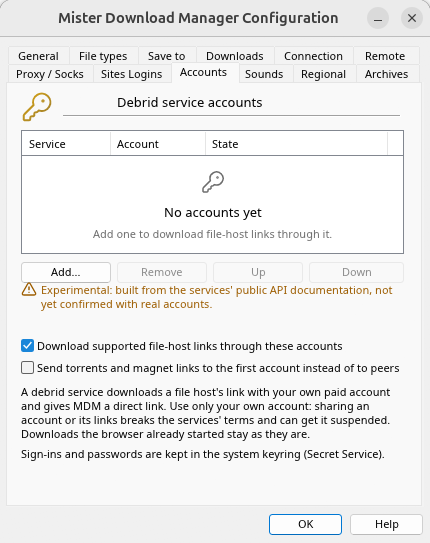 Mister Download Manager Configuration
General
File types
Save to
Downloads
Connection
Remote
Proxy / Socks
Sites Logins
Accounts
Sounds
Regional
Archives
Debrid service accounts
Service
Account
State
No accounts yet
Add one to download file-host links through it.
Add...
Remove
Up
Down
Experimental: built from the services' public API documentation, not
yet confirmed with real accounts.
Download supported file-host links through these accounts
Send torrents and magnet links to the first account instead of to peers
A debrid service downloads a file host's link with your own paid account
and gives MDM a direct link. Use only your own account: sharing an
account or its links breaks the services' terms and can get it suspended.
Downloads the browser already started stay as they are.
Sign-ins and passwords are kept in the system keyring (Secret Service).
OK
Help